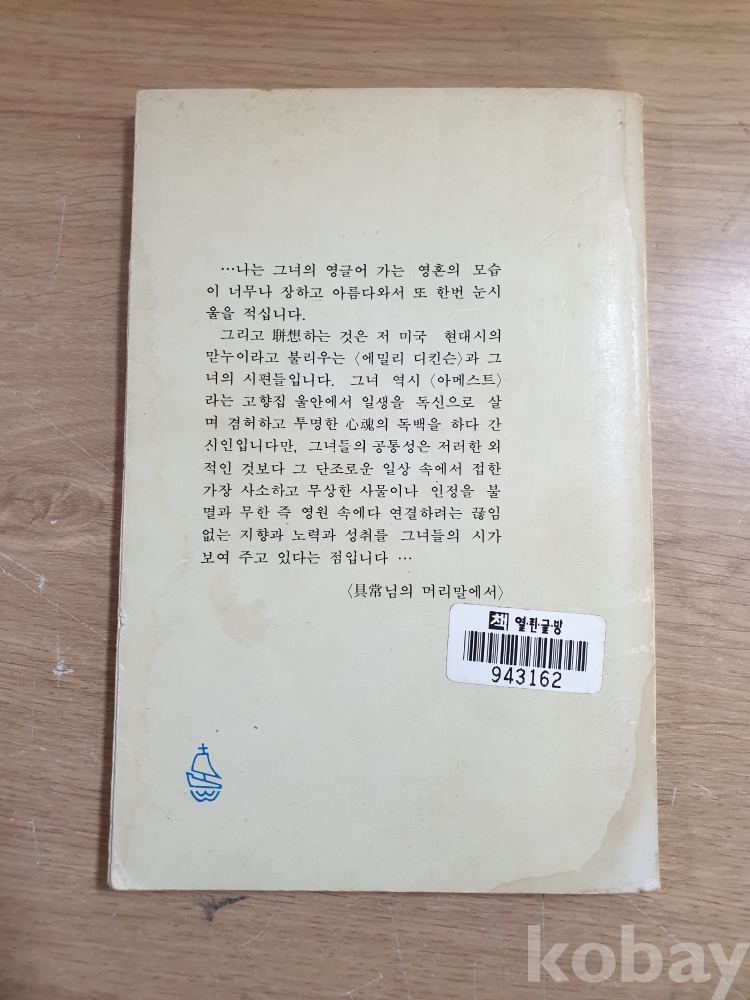 …나는 그녀의 영글어 가는 영혼의 모습
이 너무나 장하고 아름다와서 또 한번 눈시
울을 적십니다.
그리고 聯想하는 것은 저 미국 현대시의
맏누이라고 불리우는 〈에밀리 디킨슨〉과 그
녀의 시편들입니다. 그녀 역시 〈아메스트〉
라는 고향집 울안에서 일생을 독신으로 살
며 겸허하고 투명한 心魂의 독백을 하다 간
시인입니다만, 그녀들의 공통성은 저러한 외
적인 것보다 그 단조로운 일상 속에서 접한
가장 사소하고 무상한 사물이나 인정을 불
멸과 무한 즉 영원 속에다 연결하려는 끊임
없는 지향과 노력과 성취를 그녀들의 시가
보여 주고 있다는 점입니다 …
〈具常님의 머리말에서〉
책 열·린·글·방
943162
kobay